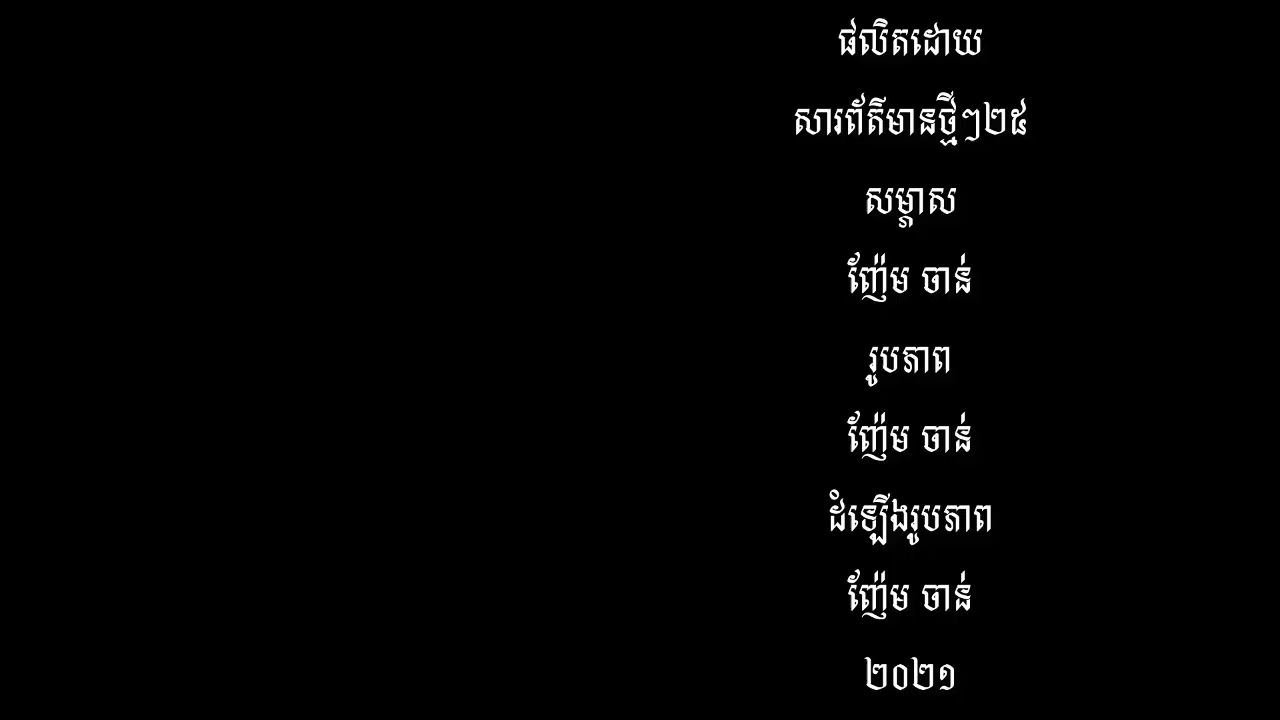 ផលិតដោយ
សារព័ត៌មានថ្មីៗ២៥
សម្ភាស
ញ៉ែម ចាន់
រូបភាព
ញ៉ែម ចាន់
ដំឡើងរូបភាព
ញ៉ែម ចាន់
២០២១